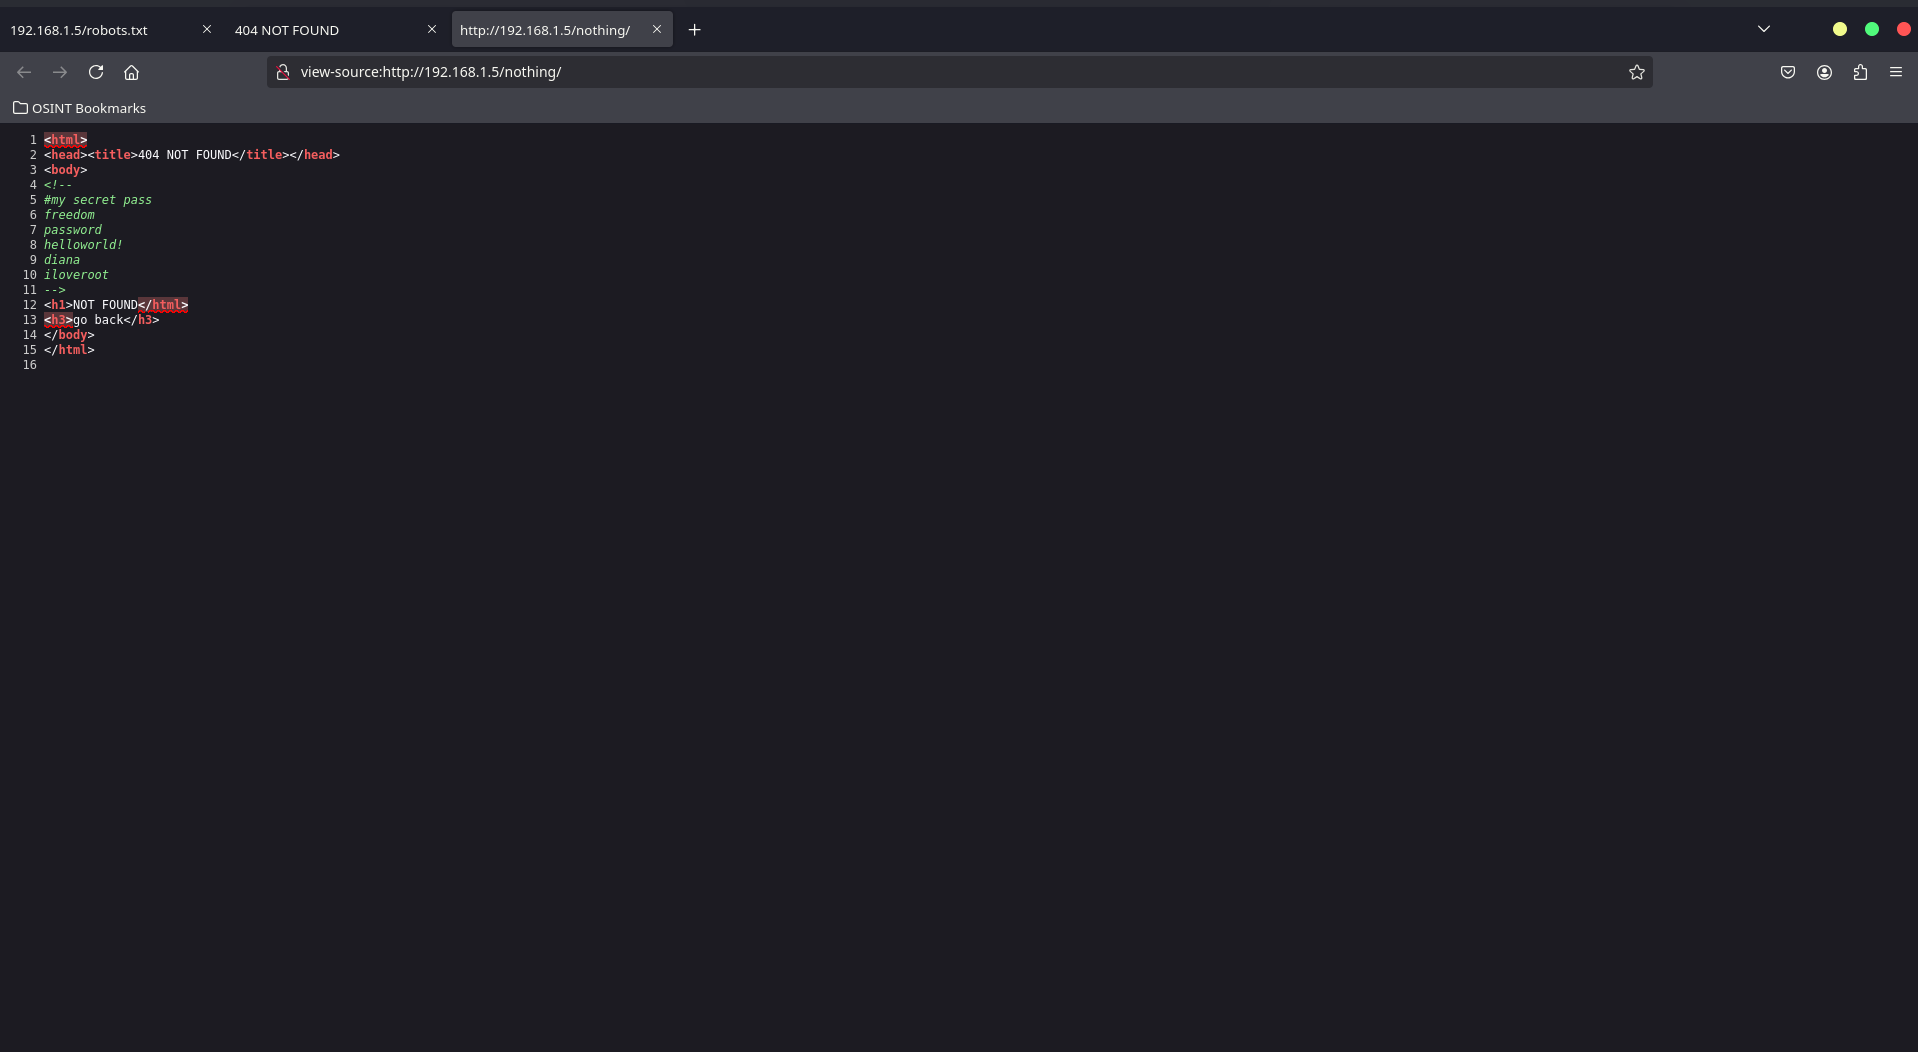 192.168.1.5/robots.txt
404 NOT FOUND
http://192.168.1.5/nothing/
view-source:http://192.168.1.5/nothing/
OSINT Bookmarks
1 <html>
2 <head><title>404 NOT FOUND</title></head>
3 <body>
4 <!--
5 #my secret pass
6 freedom
7 password
8 helloworld!
9 diana
10 iloveroot
11 -->
12 <h1>NOT FOUND</html>
13 <h3>go back</h3>
14 </body>
15 </html>
16